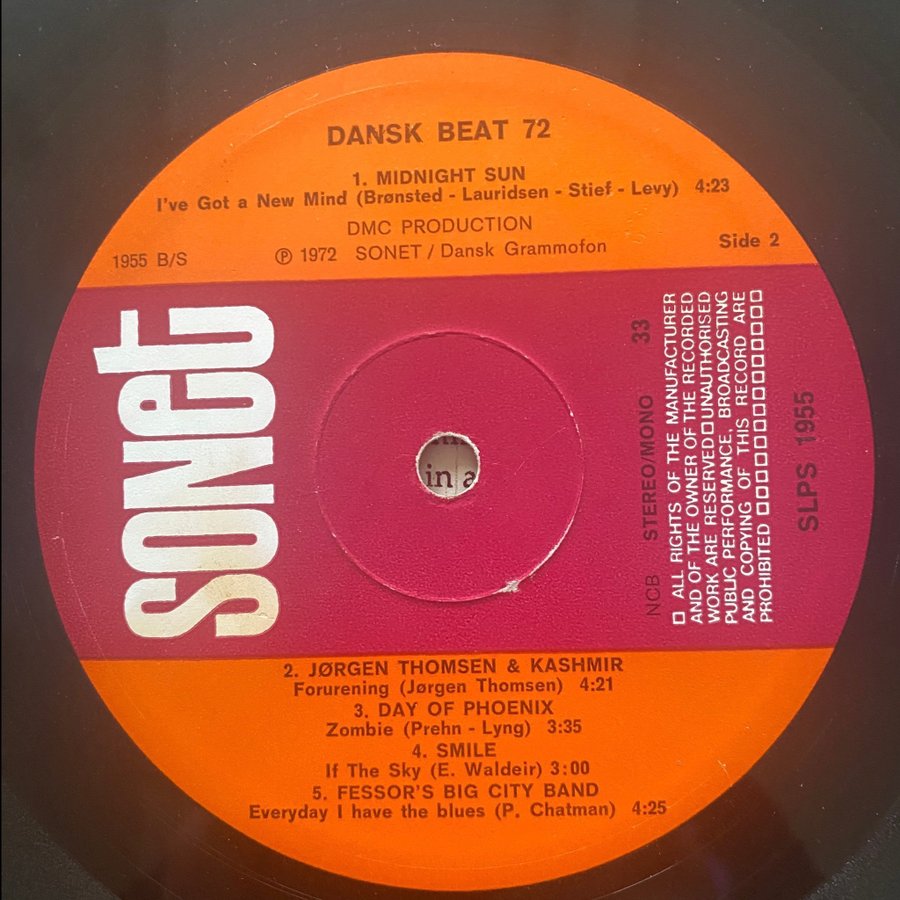 DANSK BEAT 72
1. MIDNIGHT SUN
I've Got a New Mind (Brønsted - Lauridsen - Stief - Levy) 4:23
DMC PRODUCTION
℗ 1972 SONET / Dansk Grammofon
1955 B/S
Side 2
sonet
in a
NCB STEREO/MONO 33
□ ALL RIGHTS OF THE MANUFACTURER
AND OF THE OWNER OF THE RECORDED
WORK ARE RESERVED □ UNAUTHORISED
PUBLIC PERFORMANCE, BROADCASTING
AND COPYING OF THIS RECORD ARE
PROHIBITED □□□□□□□□□□□□□□
SLPS 1955
2. JØRGEN THOMSEN & KASHMIR
Forurening (Jørgen Thomsen) 4:21
3. DAY OF PHOENIX
Zombie (Prehn - Lyng) 3:35
4. SMILE
If The Sky (E. Waldeir) 3:00
5. FESSOR'S BIG CITY BAND
Everyday I have the blues (P. Chatman) 4:25